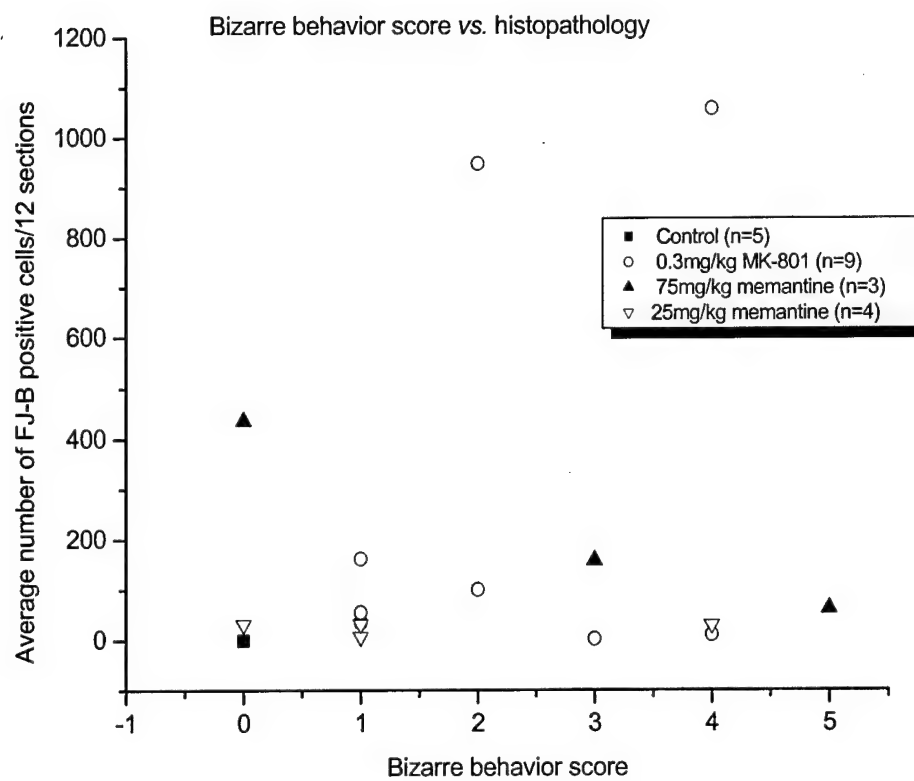 Bizarre behavior score vs. histopathology
1200
1000
800
600
400
200
0
Average number of FJ-B positive cells/12 sections
Control (n=5)
0.3mg/kg MK-801 (n=9)
75mg/kg memantine (n=3)
25mg/kg memantine (n=4)
-1 0 1 2 3 4 5
Bizarre behavior score